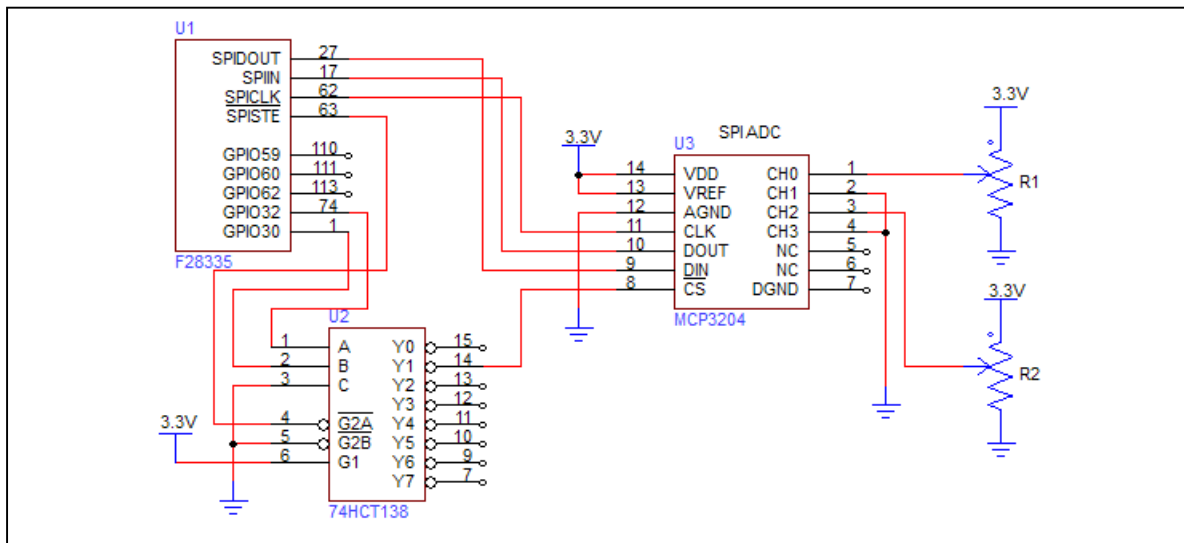 U1
SPIDOUT 27
SPIIN 17
SPICLK 62
SPISTE 63
GPIO59 110
GPIO60 111
GPIO62 113
GPIO32 74
GPIO30 1
F28335
U2
1 A Y0 15
2 B Y1 14
3 C Y2 13
Y3 12
4 G2A Y4 11
5 G2B Y5 10
6 G1 Y6 9
Y7 7
74HCT138
3.3V
3.3V
SPI ADC
U3
14 VDD CH0 1
13 VREF CH1 2
12 AGND CH2 3
11 CLK CH3 4
10 DOUT NC 5
9 DIN NC 6
8 CS DGND 7
MCP3204
3.3V
R1
3.3V
R2